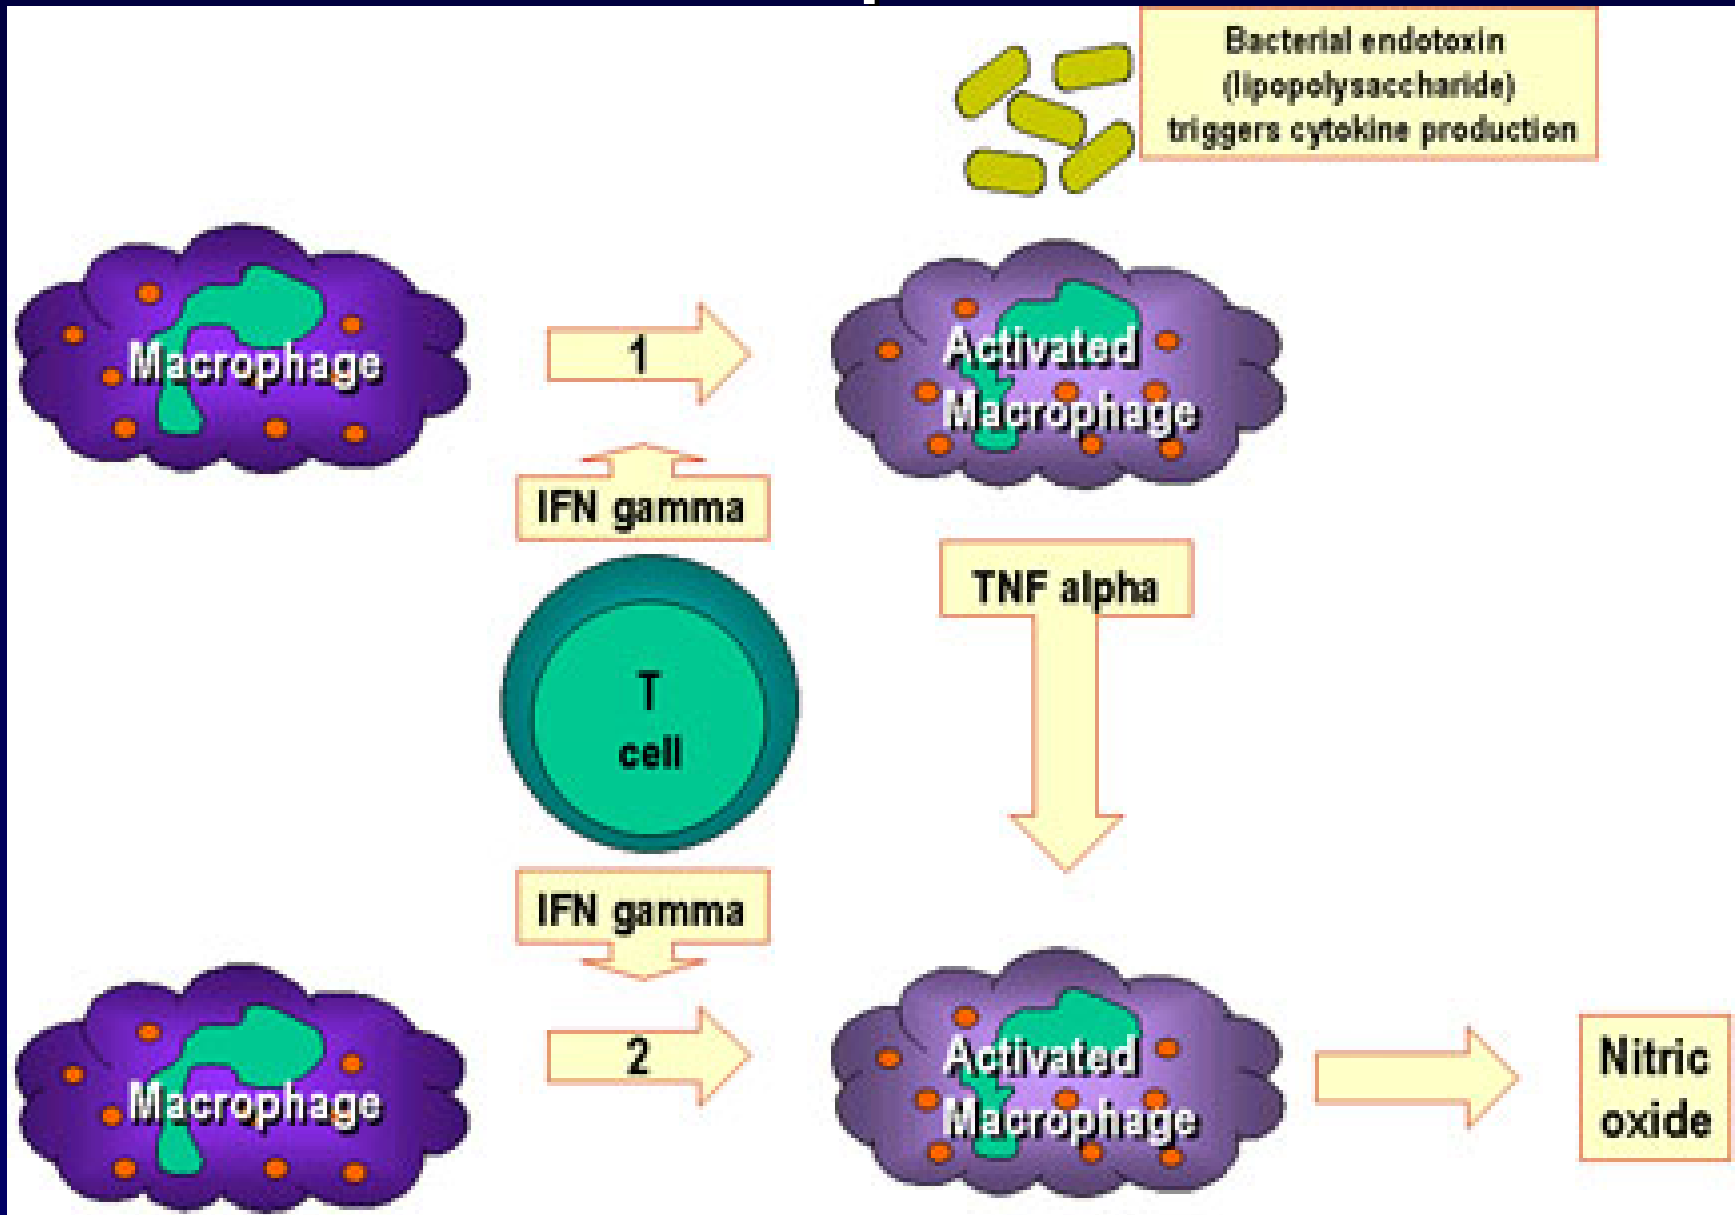 Bacterial endotoxin
(lipopolysaccharide)
triggers cytokine production
Macrophage
1
Activated
Macrophage
IFN gamma
TNF alpha
T
cell
IFN gamma
Macrophage
2
Activated
Macrophage
Nitric
oxide